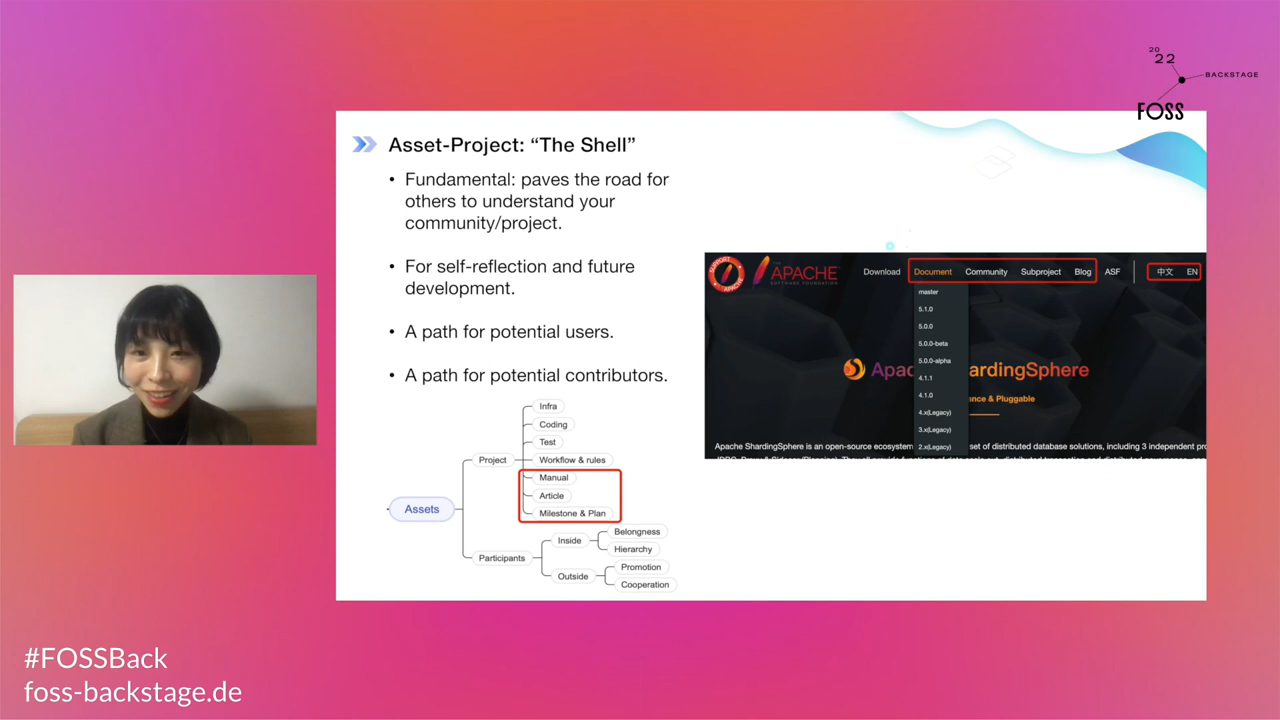 20
22
BACKSTAGE
FOSS
Asset-Project: “The Shell”
• Fundamental: paves the road for
others to understand your
community/project.
• For self-reflection and future
development.
• A path for potential users.
• A path for potential contributors.
Infra
Coding
Test
Project
Workflow & rules
Manual
Article
Assets
Milestone & Plan
Belongness
Inside
Hierarchy
Participants
Promotion
Outside
Cooperation
SUPPORT
APACHE
THE
APACHE
SOFTWARE FOUNDATION
Download Document Community Subproject Blog ASF 中文 EN
master
5.1.0
5.0.0
5.0.0-beta
5.0.0-alpha
4.1.1
4.1.0
4.x(Legacy)
3.x(Legacy)
2.x(Legacy)
Apac ardingSphere
nce & Pluggable
Apache ShardingSphere is an open-source ecosystem set of distributed database solutions, including 3 independent pro
#FOSSBack
foss-backstage.de